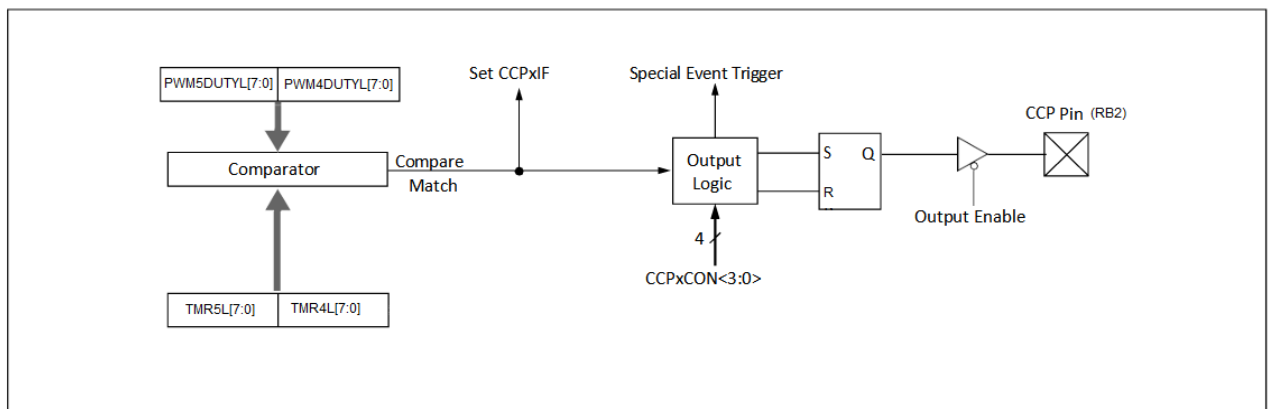 PWM5DUTYL[7:0] PWM4DUTYL[7:0]
Set CCPxIF
Special Event Trigger
CCP Pin (RB2)
Comparator
Compare
Match
Output
Logic
S Q
R
Output Enable
4
CCPxCON<3:0>
TMR5L[7:0] TMR4L[7:0]